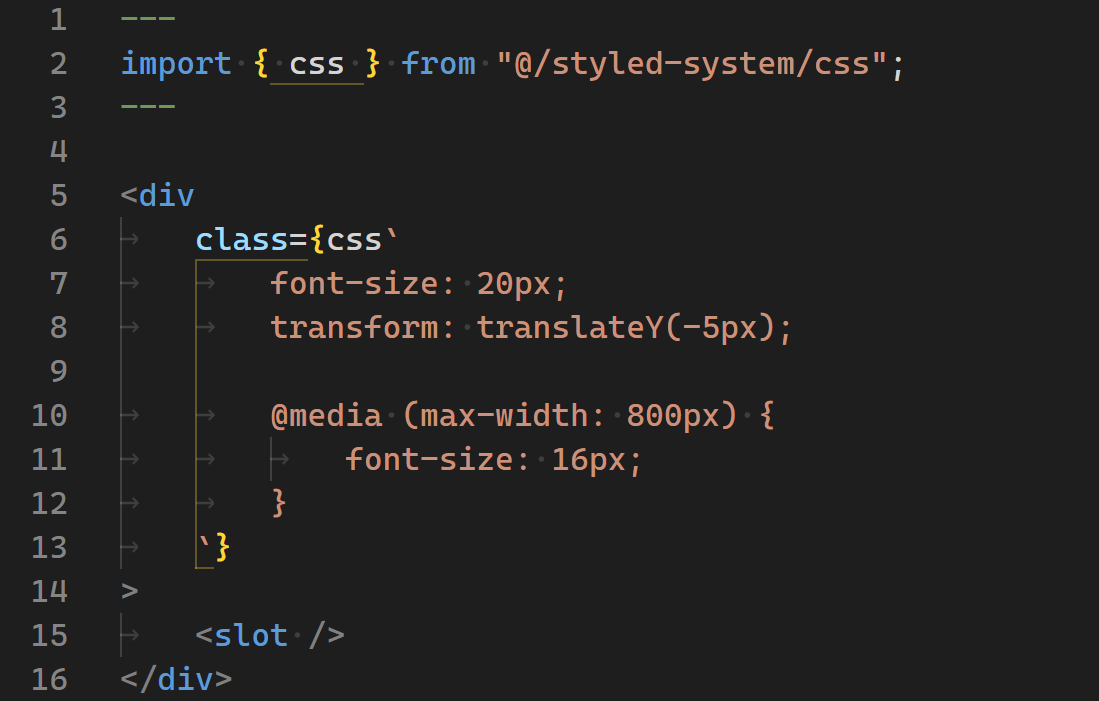 1 ---
2 import { css } from "@/styled-system/css";
3 ---
4
5 <div
6 class={css`
7 font-size: 20px;
8 transform: translateY(-5px);
9
10 @media (max-width: 800px) {
11 font-size: 16px;
12 }
13 `}
14 >
15 <slot />
16 </div>